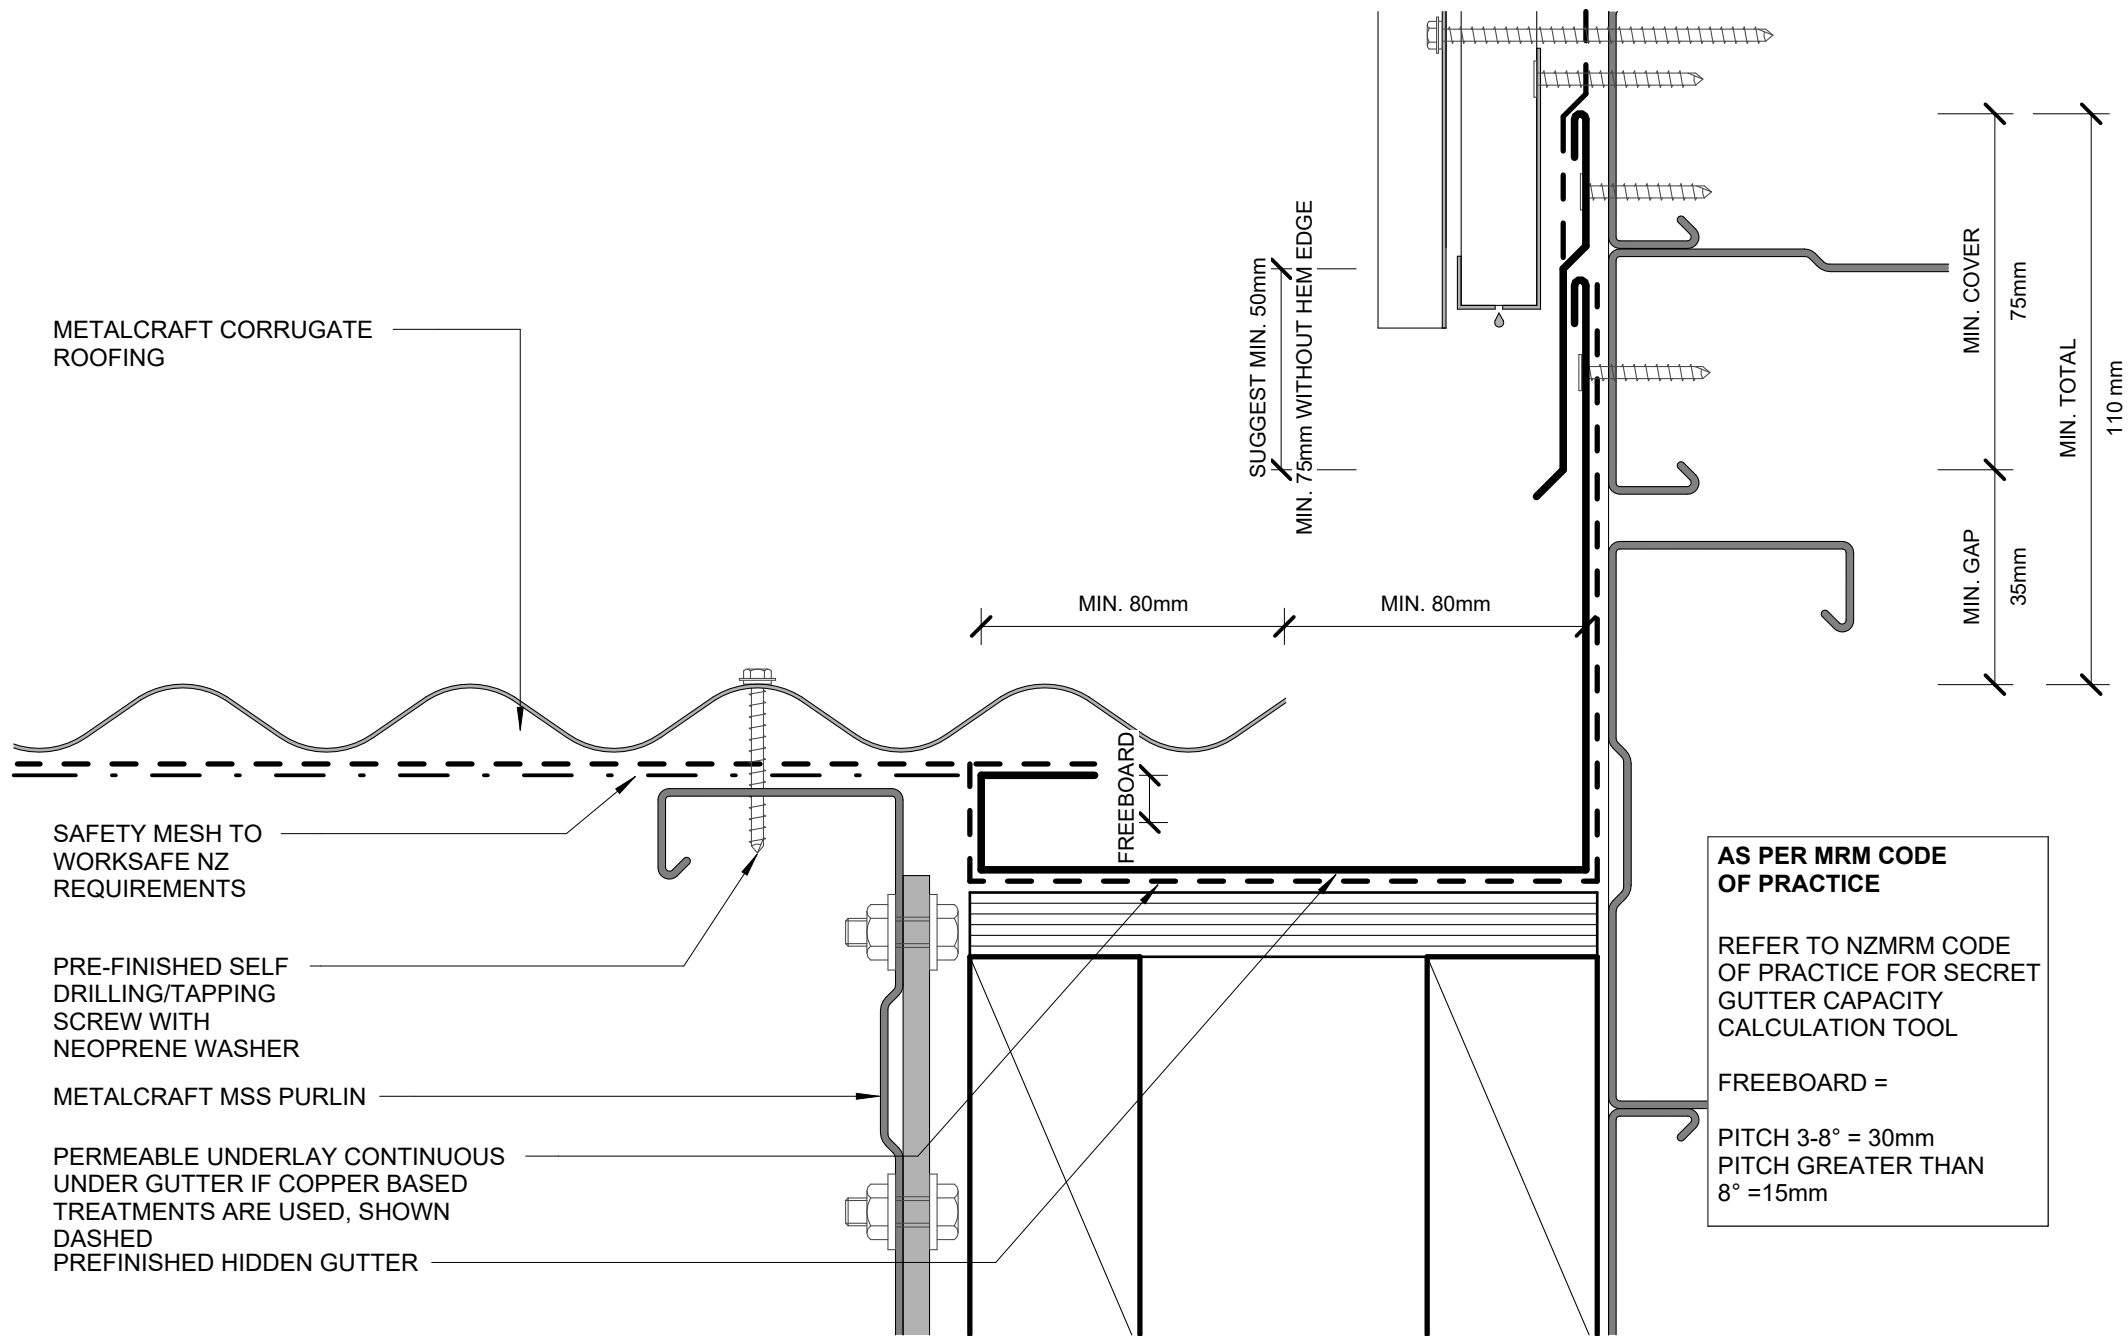 METALCRAFT CORRUGATE
ROOFING
SAFETY MESH TO
WORKSAFE NZ
REQUIREMENTS
PRE-FINISHED SELF
DRILLING/TAPPING
SCREW WITH
NEOPRENE WASHER
METALCRAFT MSS PURLIN
PERMEABLE UNDERLAY CONTINUOUS
UNDER GUTTER IF COPPER BASED
TREATMENTS ARE USED, SHOWN
DASHED
PREFINISHED HIDDEN GUTTER
SUGGEST MIN. 50mm
MIN. 75mm WITHOUT HEM EDGE
MIN. 80mm
MIN. 80mm
FREEBOARD
MIN. COVER
75mm
MIN. GAP
35mm
MIN. TOTAL
110 mm
AS PER MRM CODE
OF PRACTICE
REFER TO NZMRM CODE
OF PRACTICE FOR SECRET
GUTTER CAPACITY
CALCULATION TOOL
FREEBOARD =
PITCH 3-8° = 30mm
PITCH GREATER THAN
8° =15mm